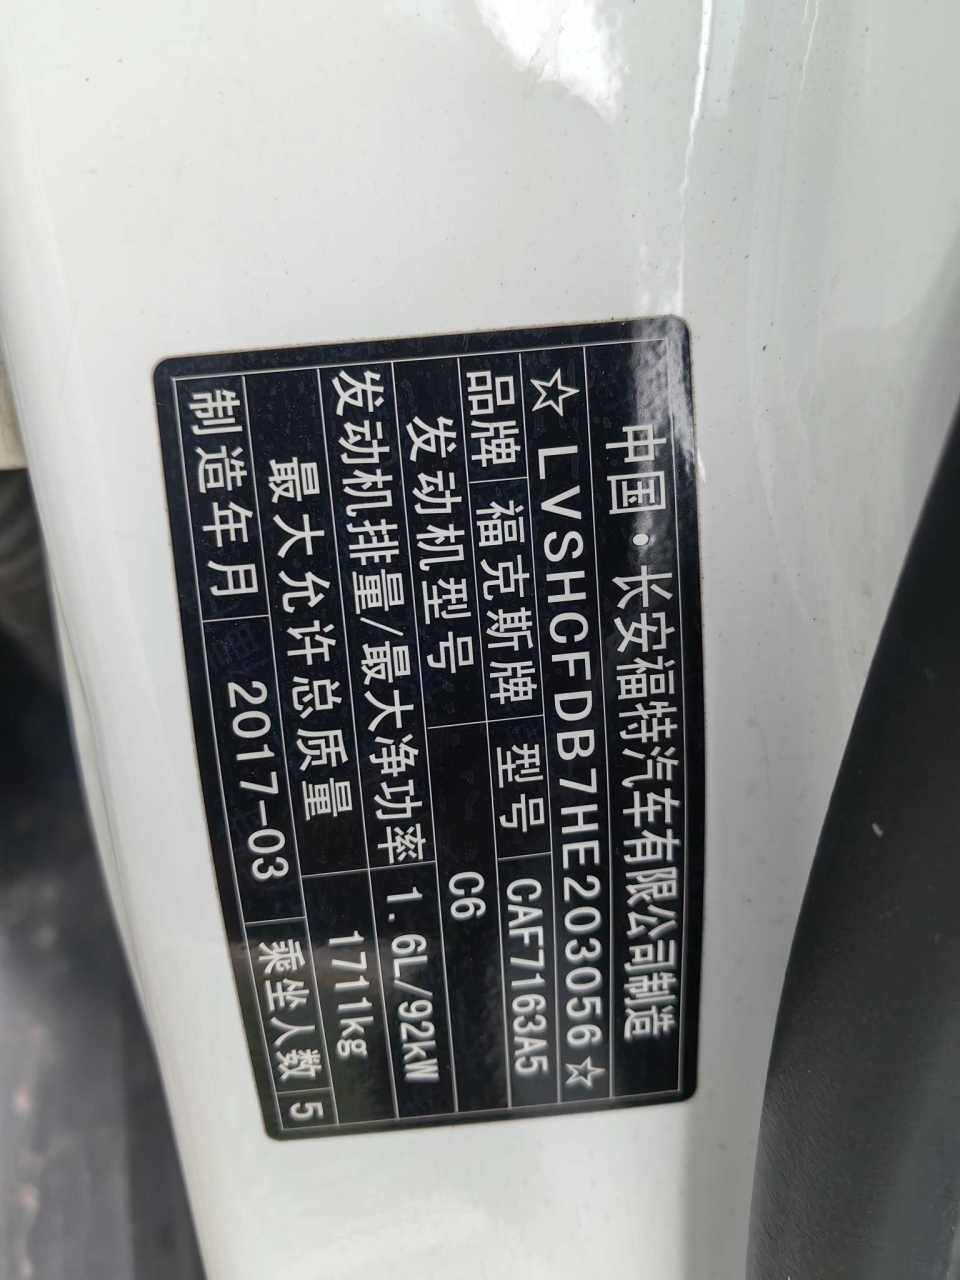 中国·长安福特汽车有限公司制造
☆LVSHCFDB7HE203056☆
品牌 福克斯牌 型号 CAF7163A5
发动机型号 C6
发动机排量/最大净功率 1.6L/92kW
最大允许总质量 1711kg
制造年月 2017-03 乘坐人数 5